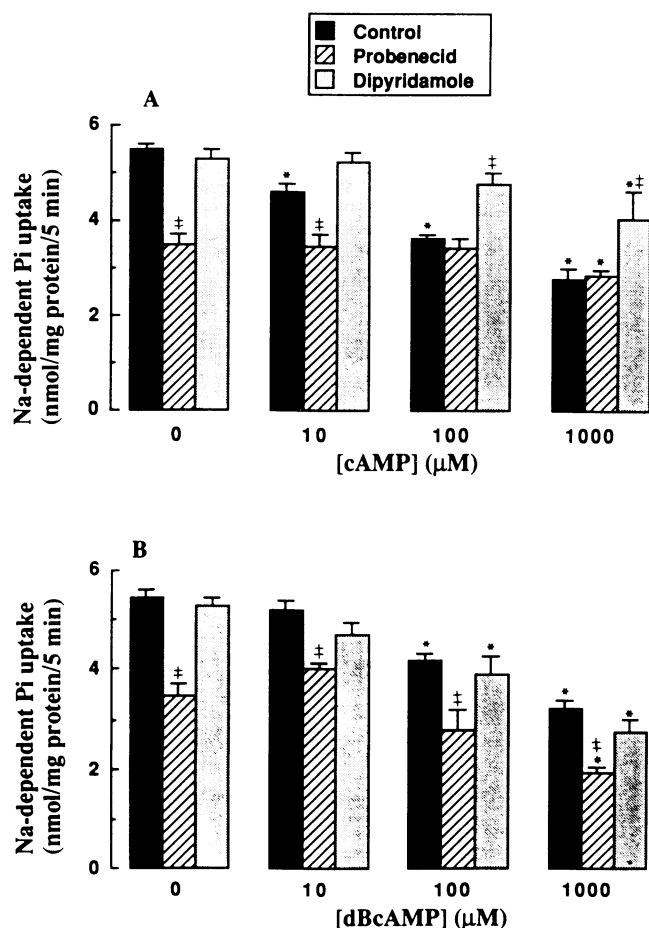 Control
Probenecid
Dipyridamole
A
Na-dependent Pi uptake
(nmol/mg protein/5 min)
6
4
2
0
‡
*
‡
*
‡
*
*
*‡
0 10 100 1000
[cAMP] (μM)
B
Na-dependent Pi uptake
(nmol/mg protein/5 min)
6
4
2
0
‡
‡
*
‡
*
*
‡
*
*
0 10 100 1000
[dBcAMP] (μM)